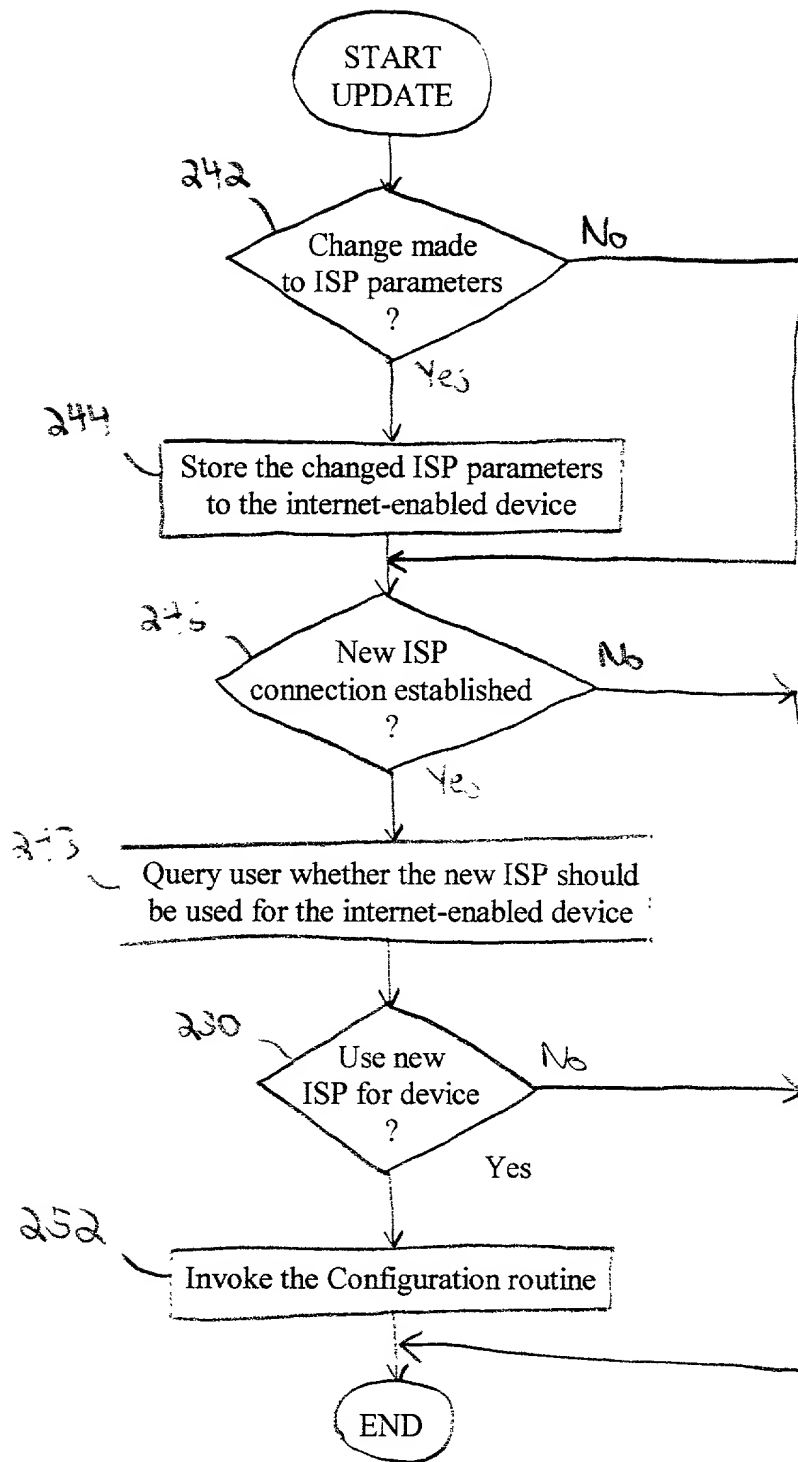 START
UPDATE
242
Change made
to ISP parameters
?
No
Yes
244
Store the changed ISP parameters
to the internet-enabled device
New ISP
connection established
?
No
Yes
Query user whether the new ISP should
be used for the internet-enabled device
230
Use new
ISP for device
?
No
Yes
252
Invoke the Configuration routine
END